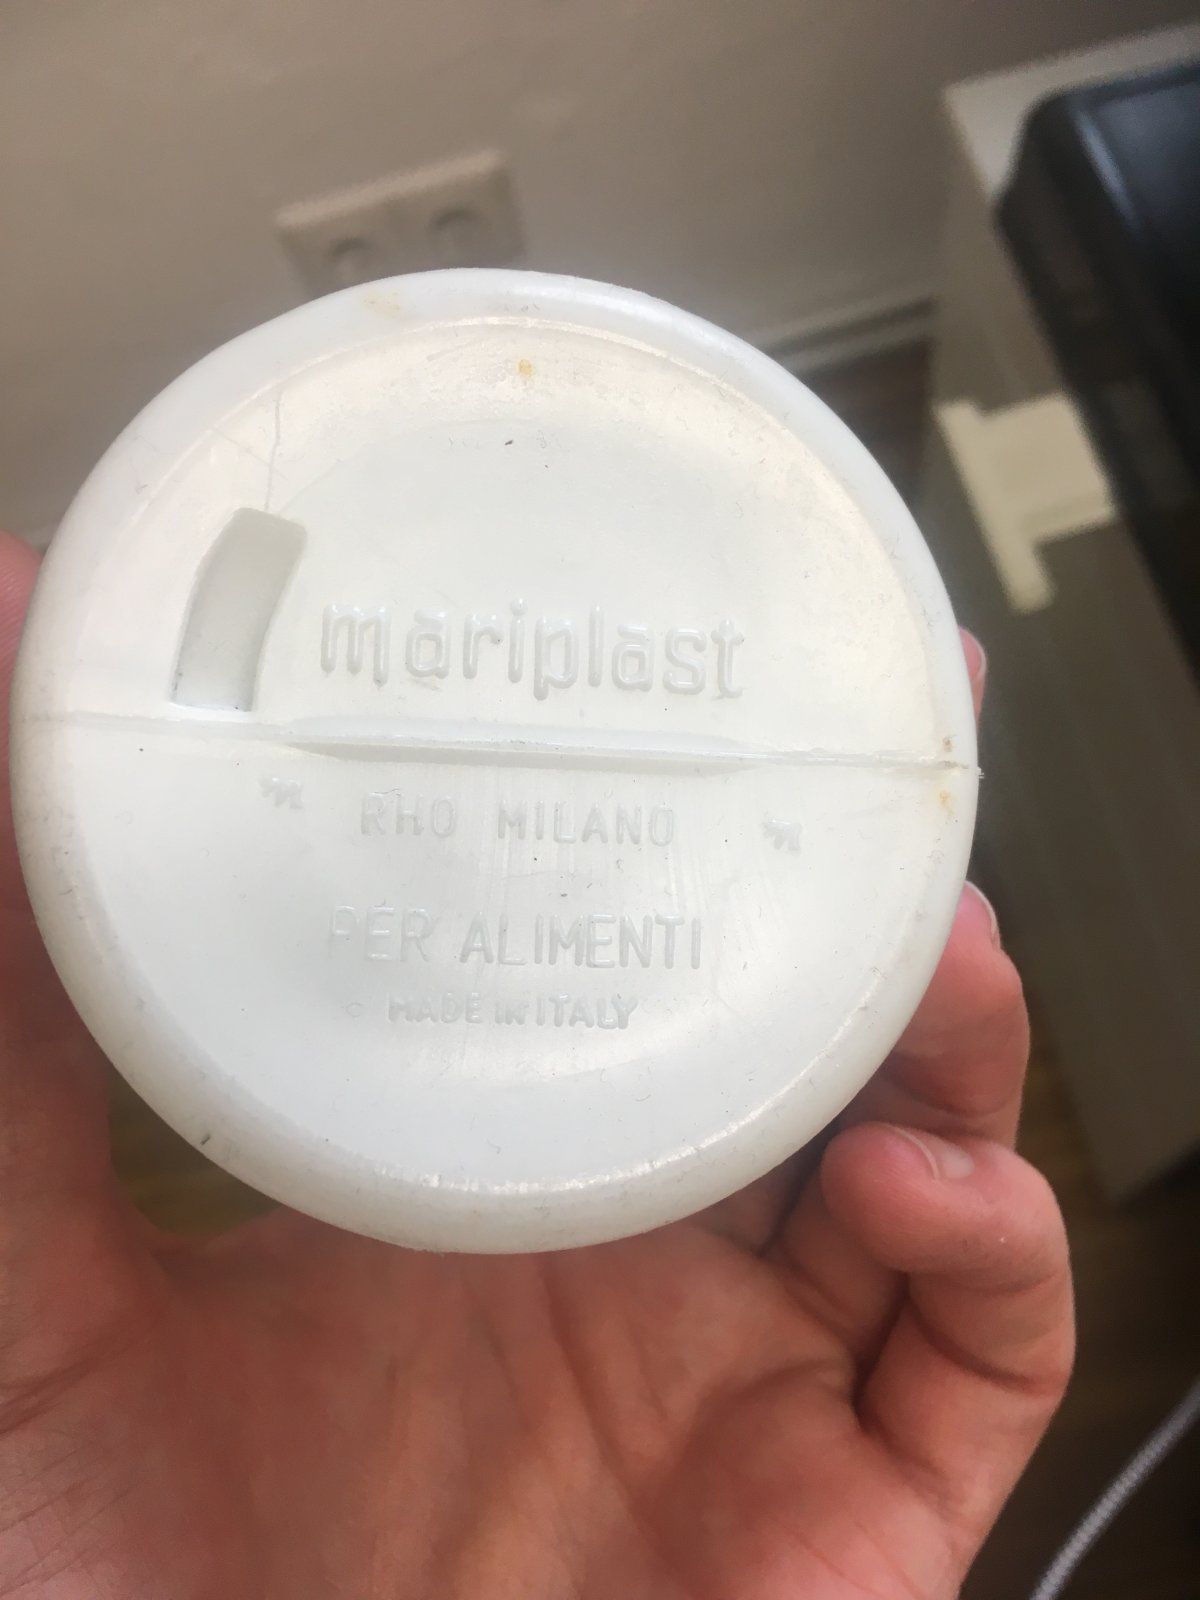 mariplast
RHO MILANO
PER ALIMENTI
MADE in ITALY